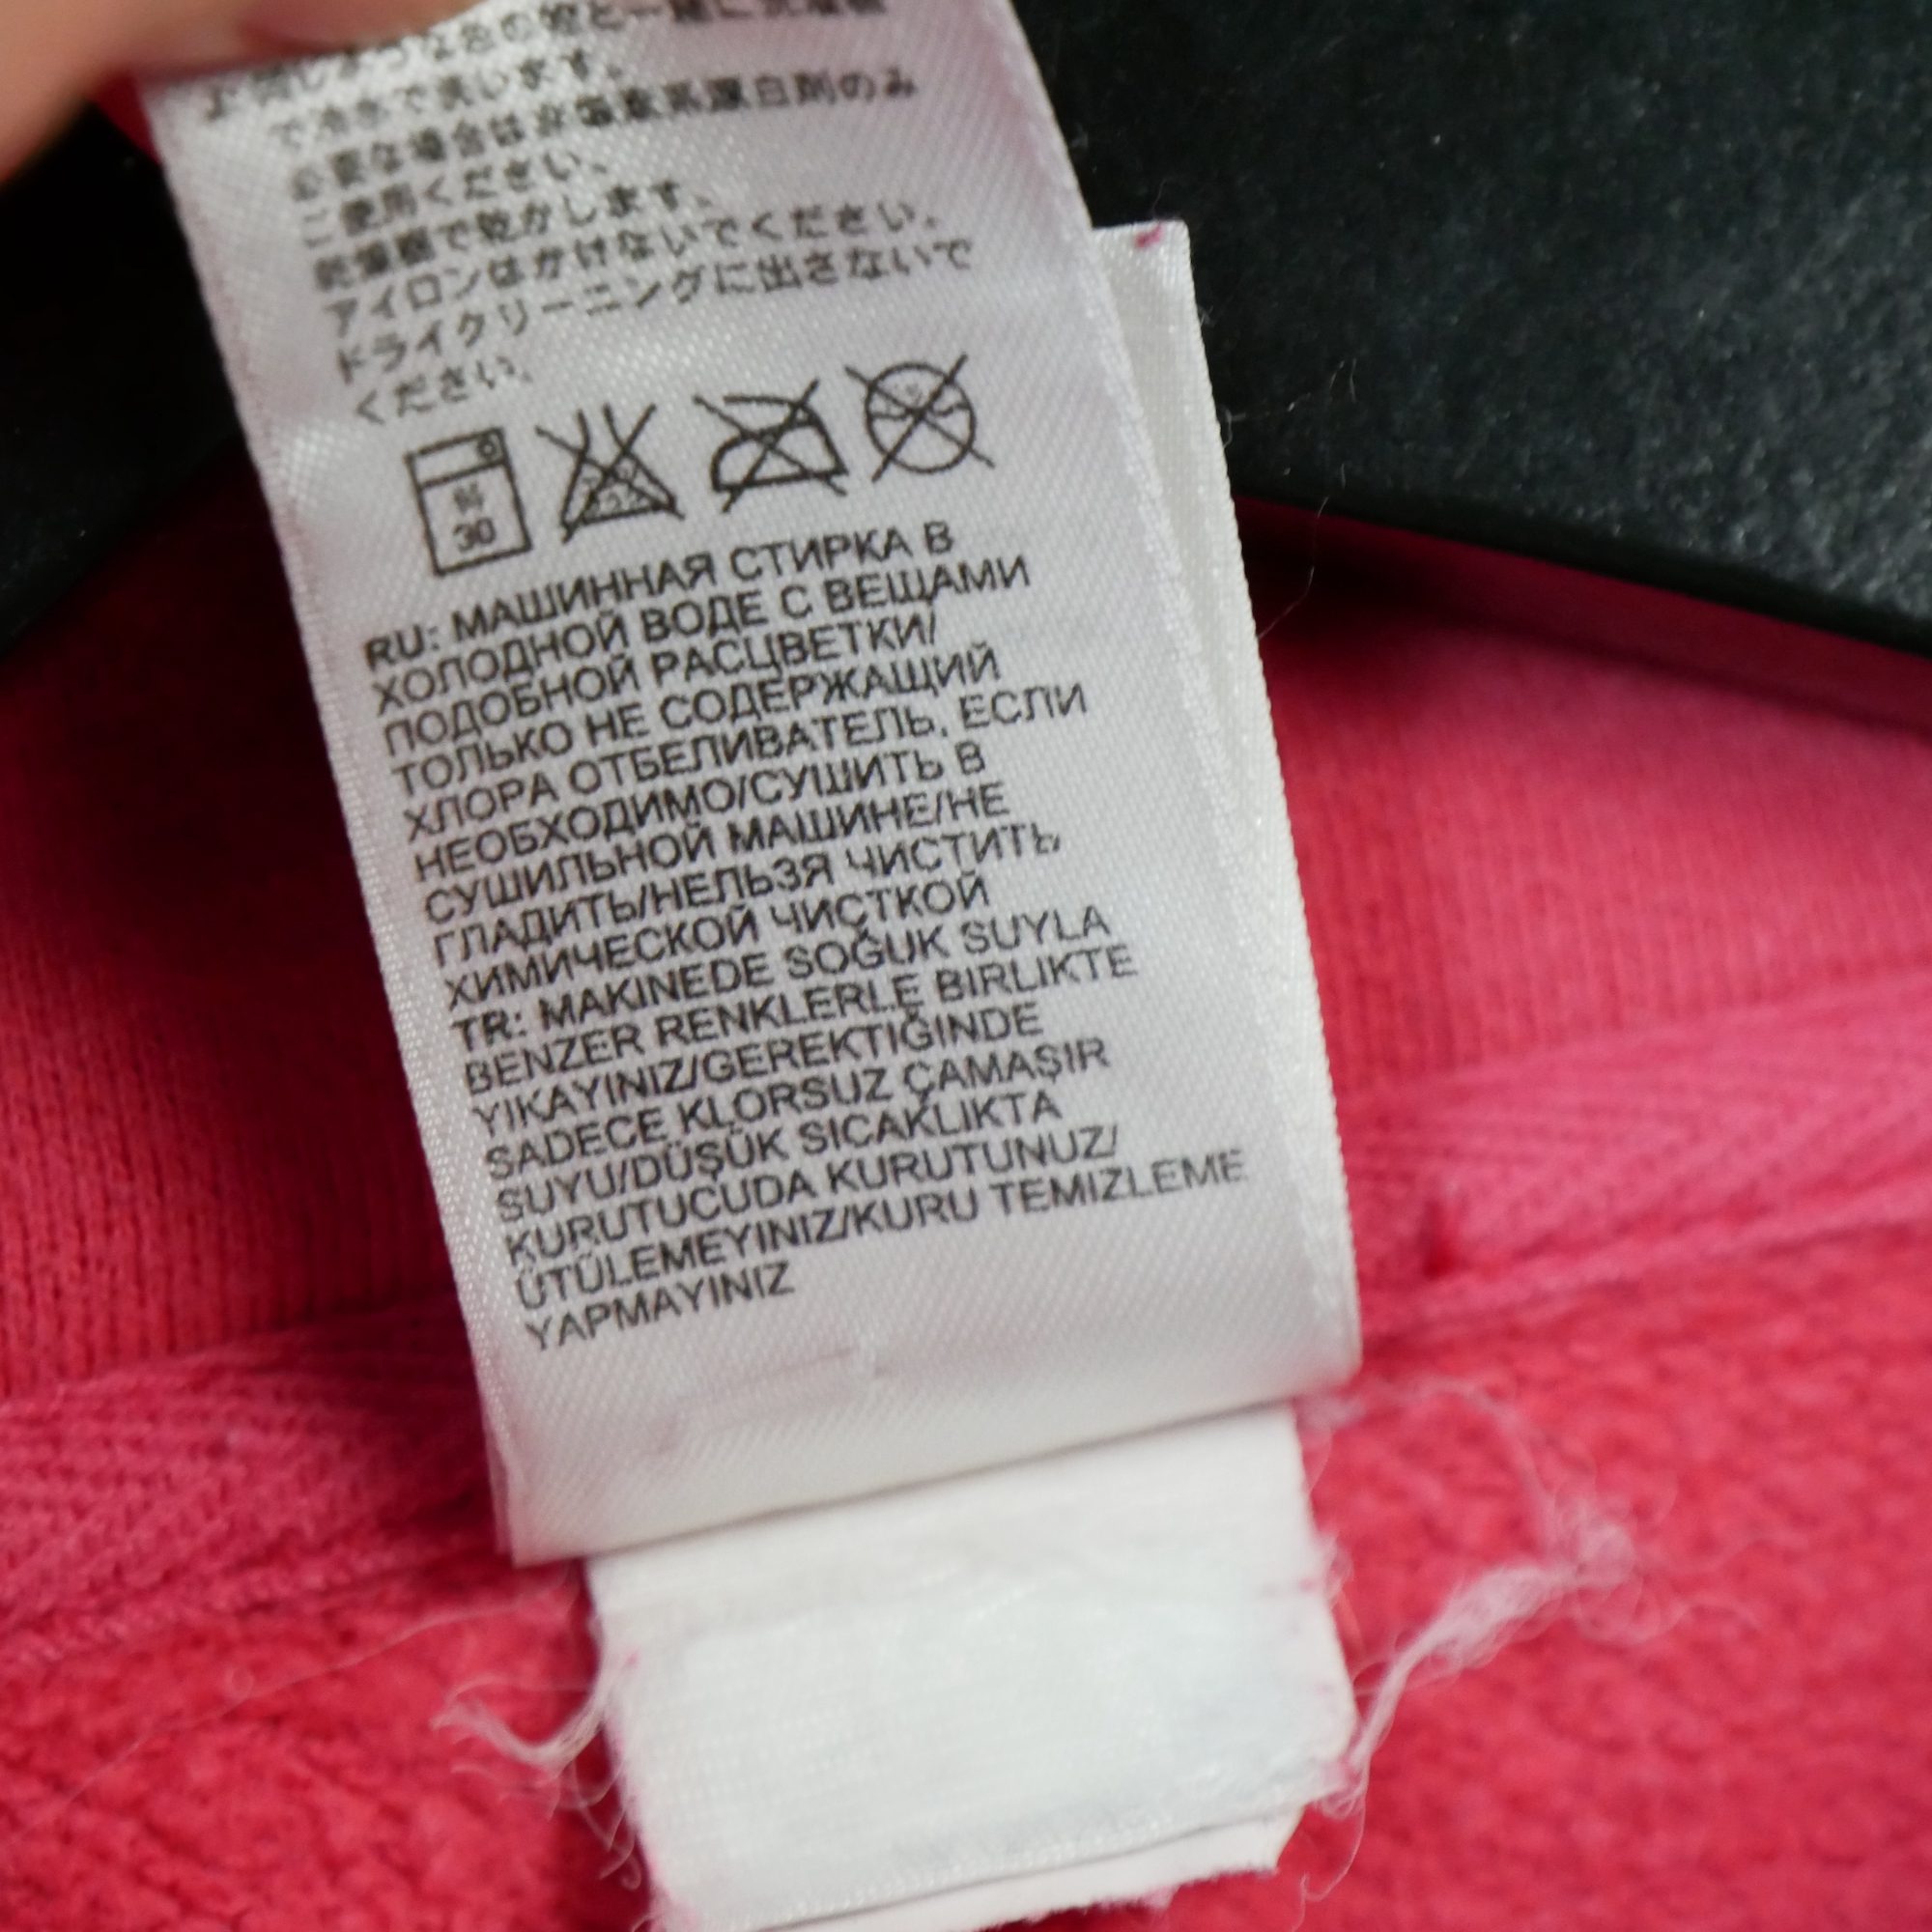 で冷水で洗います。
必要な場合は非塩素系漂白剤のみ
ご使用ください。
乾燥機で乾かします。
アイロンはかけないでください。
ドライクリーニングに出さないで
ください。
30
RU: МАШИННАЯ СТИРКА В
ХОЛОДНОЙ ВОДЕ С ВЕЩАМИ
ПОДОБНОЙ РАСЦВЕТКИ/
ТОЛЬКО НЕ СОДЕРЖАЩИЙ
ХЛОРА ОТБЕЛИВАТЕЛЬ, ЕСЛИ
НЕОБХОДИМО/СУШИТЬ В
СУШИЛЬНОЙ МАШИНЕ/НЕ
ГЛАДИТЬ/НЕЛЬЗЯ ЧИСТИТЬ
ХИМИЧЕСКОЙ ЧИСТКОЙ
TR: MAKINEDE SOĞUK SUYLA
BENZER RENKLERLE BIRLIKTE
YIKAYINIZ/GEREKTIĞINDE
SADECE KLORSUZ ÇAMAŞIR
SUYU/DÜŞÜK SICAKLIKTA
KURUTUCUDA KURUTUNUZ/
ÜTÜLEMEYINIZ/KURU TEMIZLEME
YAPMAYINIZ